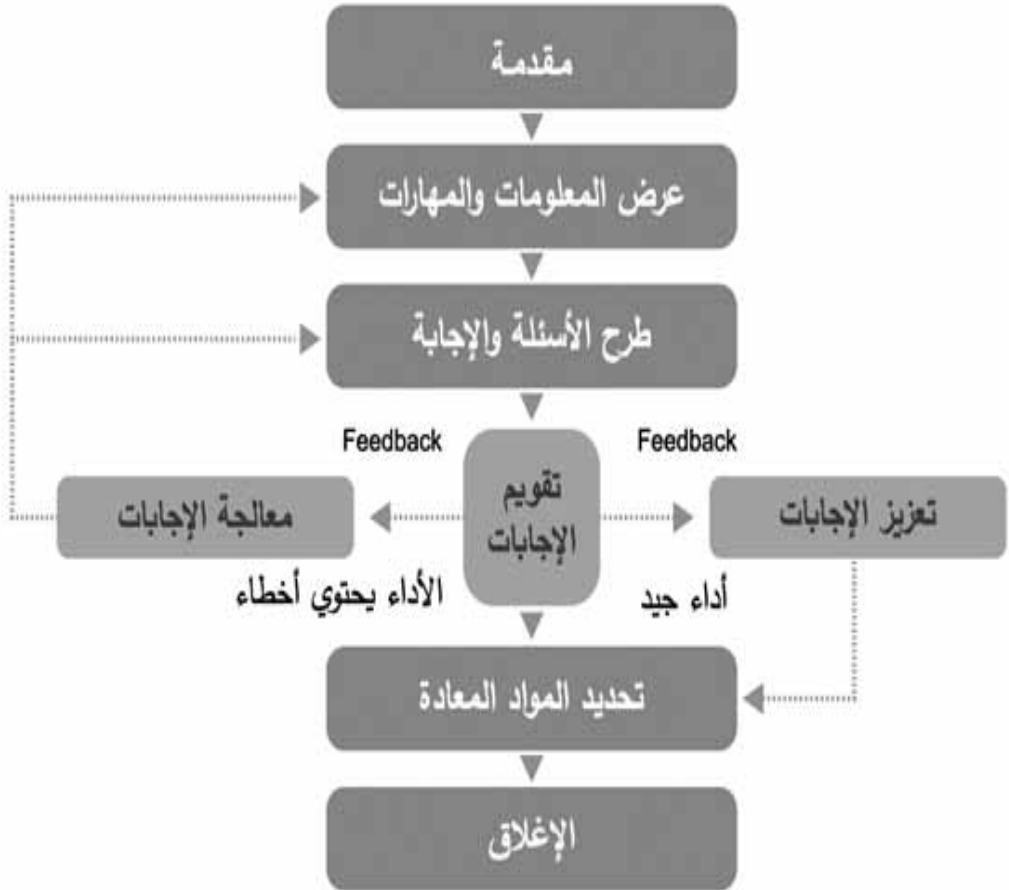 مقدمة
عرض المعلومات والمهارات
طرح الأسئلة والإجابة
Feedback
Feedback
تعزيز الإجابات
تقويم
الإجابات
معالجة الإجابات
أداء جيد
الأداء يحتوي أخطاء
تحديد المواد المعادة
الإغلاق